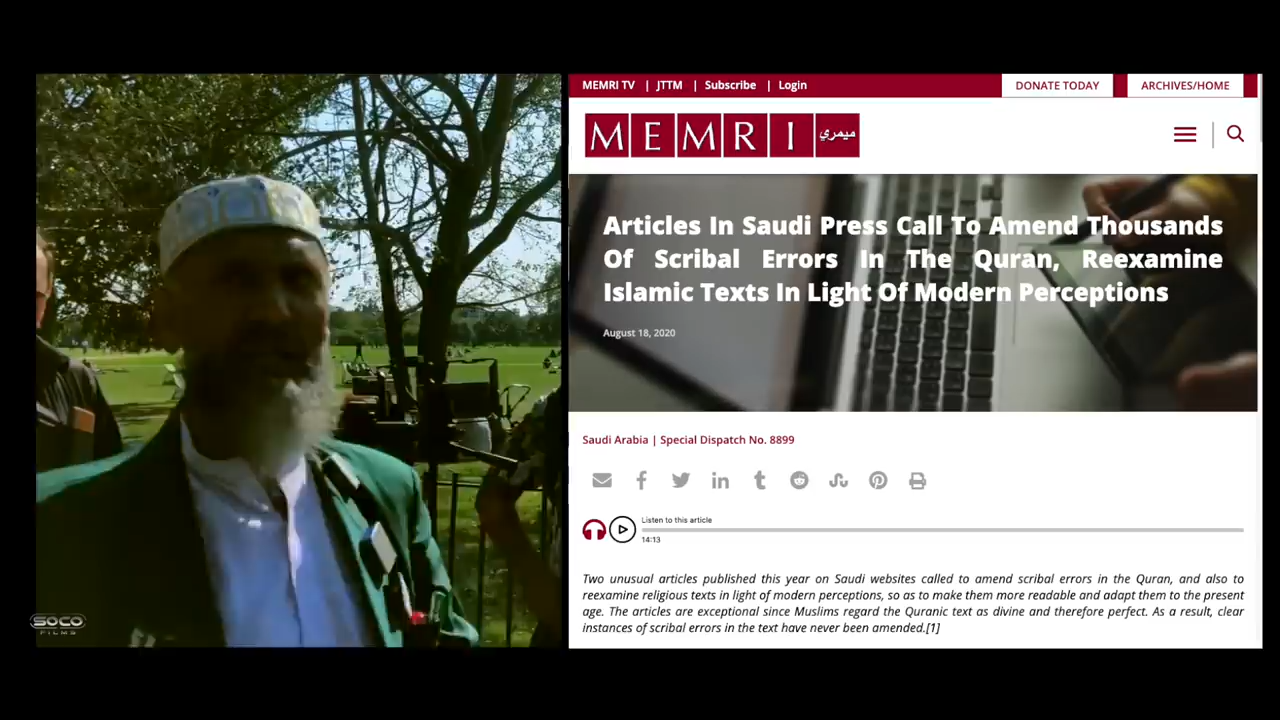 MEMRI TV | JTTM | Subscribe | Login
DONATE TODAY
ARCHIVES/HOME
MEMRI ميمري
Articles In Saudi Press Call To Amend Thousands
Of Scribal Errors In The Quran, Reexamine
Islamic Texts In Light Of Modern Perceptions
August 18, 2020
Saudi Arabia | Special Dispatch No. 8899
Listen to this article
14:13
Two unusual articles published this year on Saudi websites called to amend scribal errors in the Quran, and also to
reexamine religious texts in light of modern perceptions, so as to make them more readable and adapt them to the present
age. The articles are exceptional since Muslims regard the Quranic text as divine and therefore perfect. As a result, clear
instances of scribal errors in the text have never been amended.[1]
SOCO
FILMS